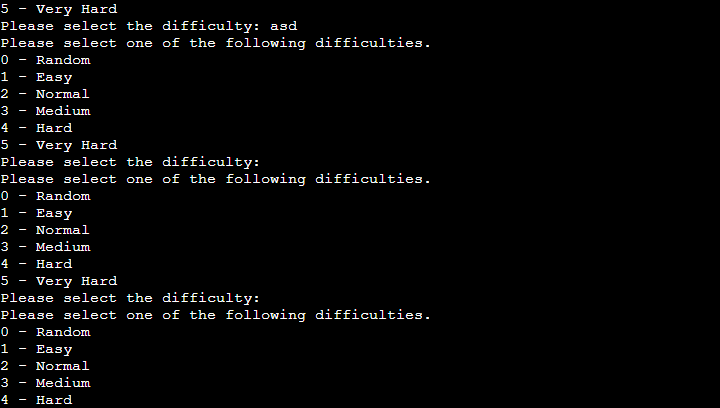 5 - Very Hard
Please select the difficulty: asd
Please select one of the following difficulties.
0 - Random
1 - Easy
2 - Normal
3 - Medium
4 - Hard
5 - Very Hard
Please select the difficulty:
Please select one of the following difficulties.
0 - Random
1 - Easy
2 - Normal
3 - Medium
4 - Hard
5 - Very Hard
Please select the difficulty:
Please select one of the following difficulties.
0 - Random
1 - Easy
2 - Normal
3 - Medium
4 - Hard